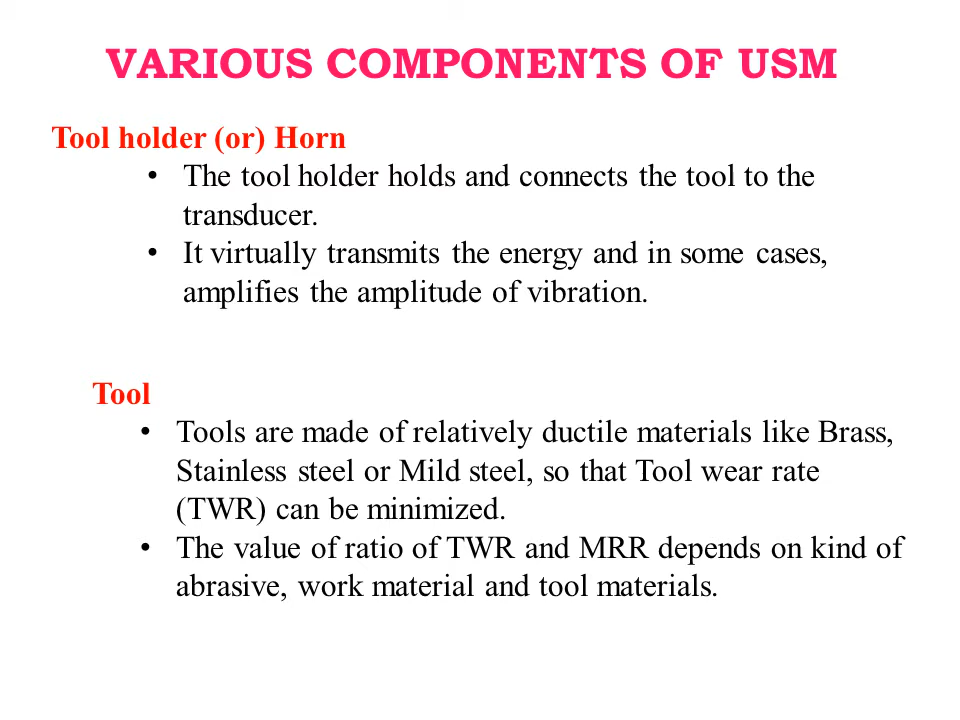 VARIOUS COMPONENTS OF USM
Tool holder (or) Horn
• The tool holder holds and connects the tool to the
transducer.
• It virtually transmits the energy and in some cases,
amplifies the amplitude of vibration.
Tool
• Tools are made of relatively ductile materials like Brass,
Stainless steel or Mild steel, so that Tool wear rate
(TWR) can be minimized.
• The value of ratio of TWR and MRR depends on kind of
abrasive, work material and tool materials.